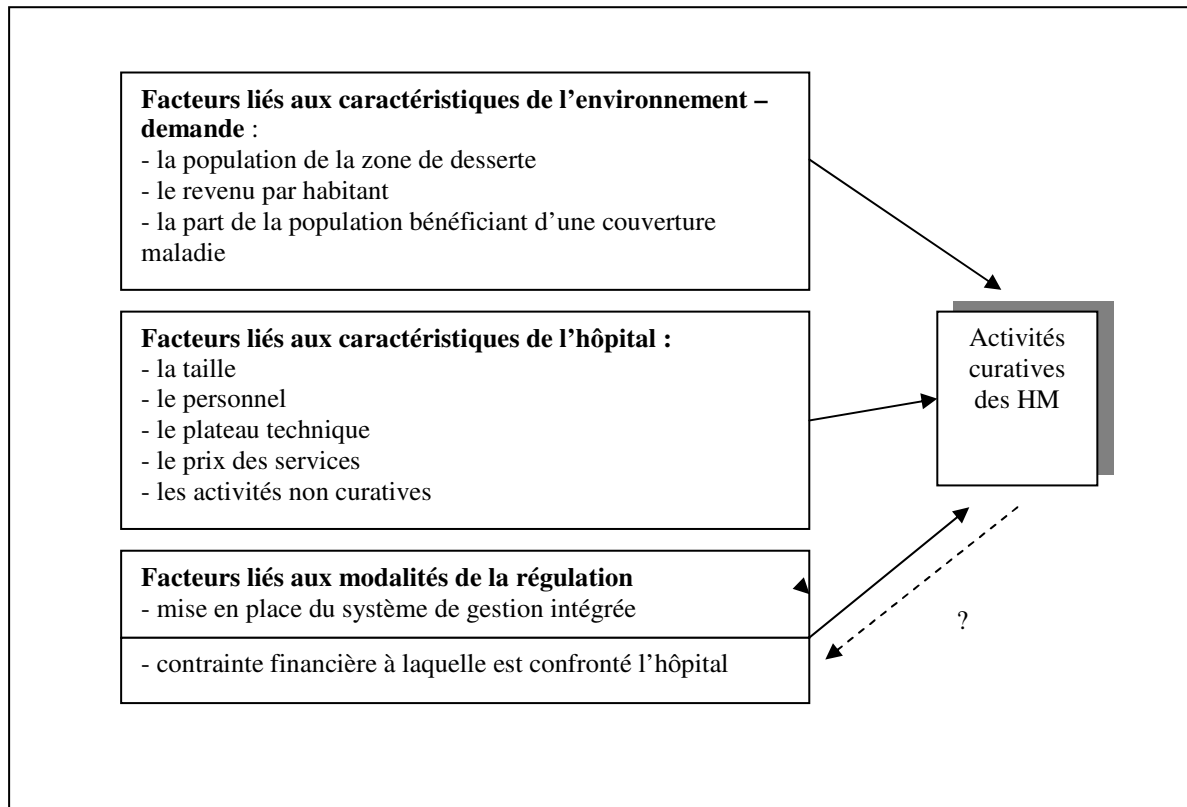 Facteurs liés aux caractéristiques de l’environnement –
demande :
- la population de la zone de desserte
- le revenu par habitant
- la part de la population bénéficiant d’une couverture
maladie
Facteurs liés aux caractéristiques de l’hôpital :
- la taille
- le personnel
- le plateau technique
- le prix des services
- les activités non curatives
Activités
curatives
des HM
Facteurs liés aux modalités de la régulation
- mise en place du système de gestion intégrée
- contrainte financière à laquelle est confronté l’hôpital
?